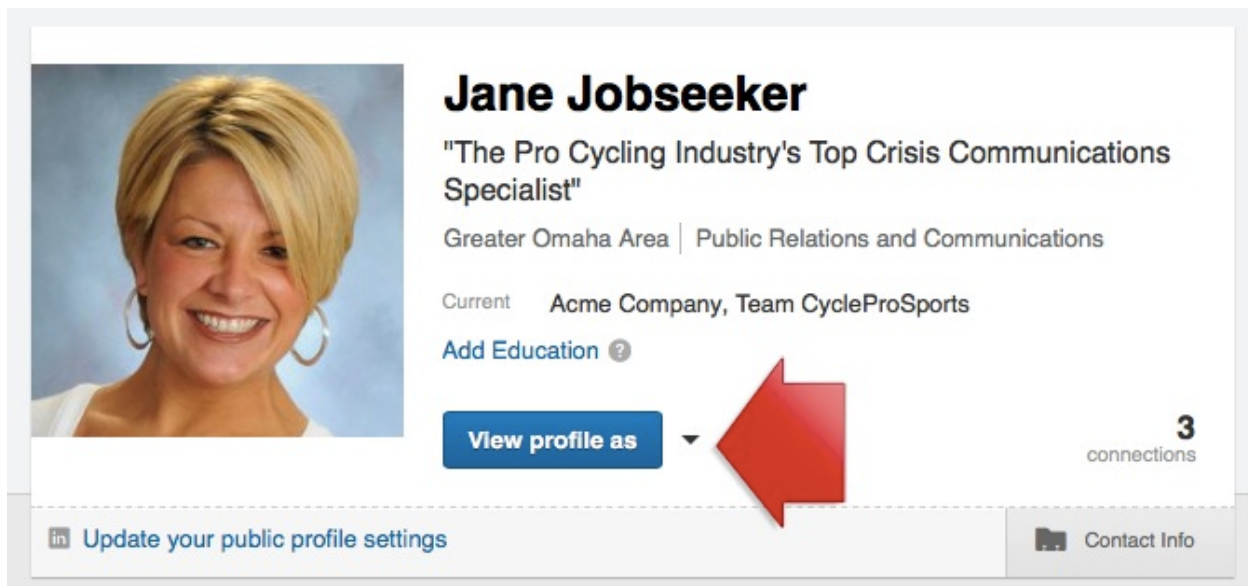 Jane Jobseeker
"The Pro Cycling Industry's Top Crisis Communications
Specialist"
Greater Omaha Area | Public Relations and Communications
Current Acme Company, Team CycleProSports
Add Education ?
View profile as
3
connections
in Update your public profile settings
Contact Info